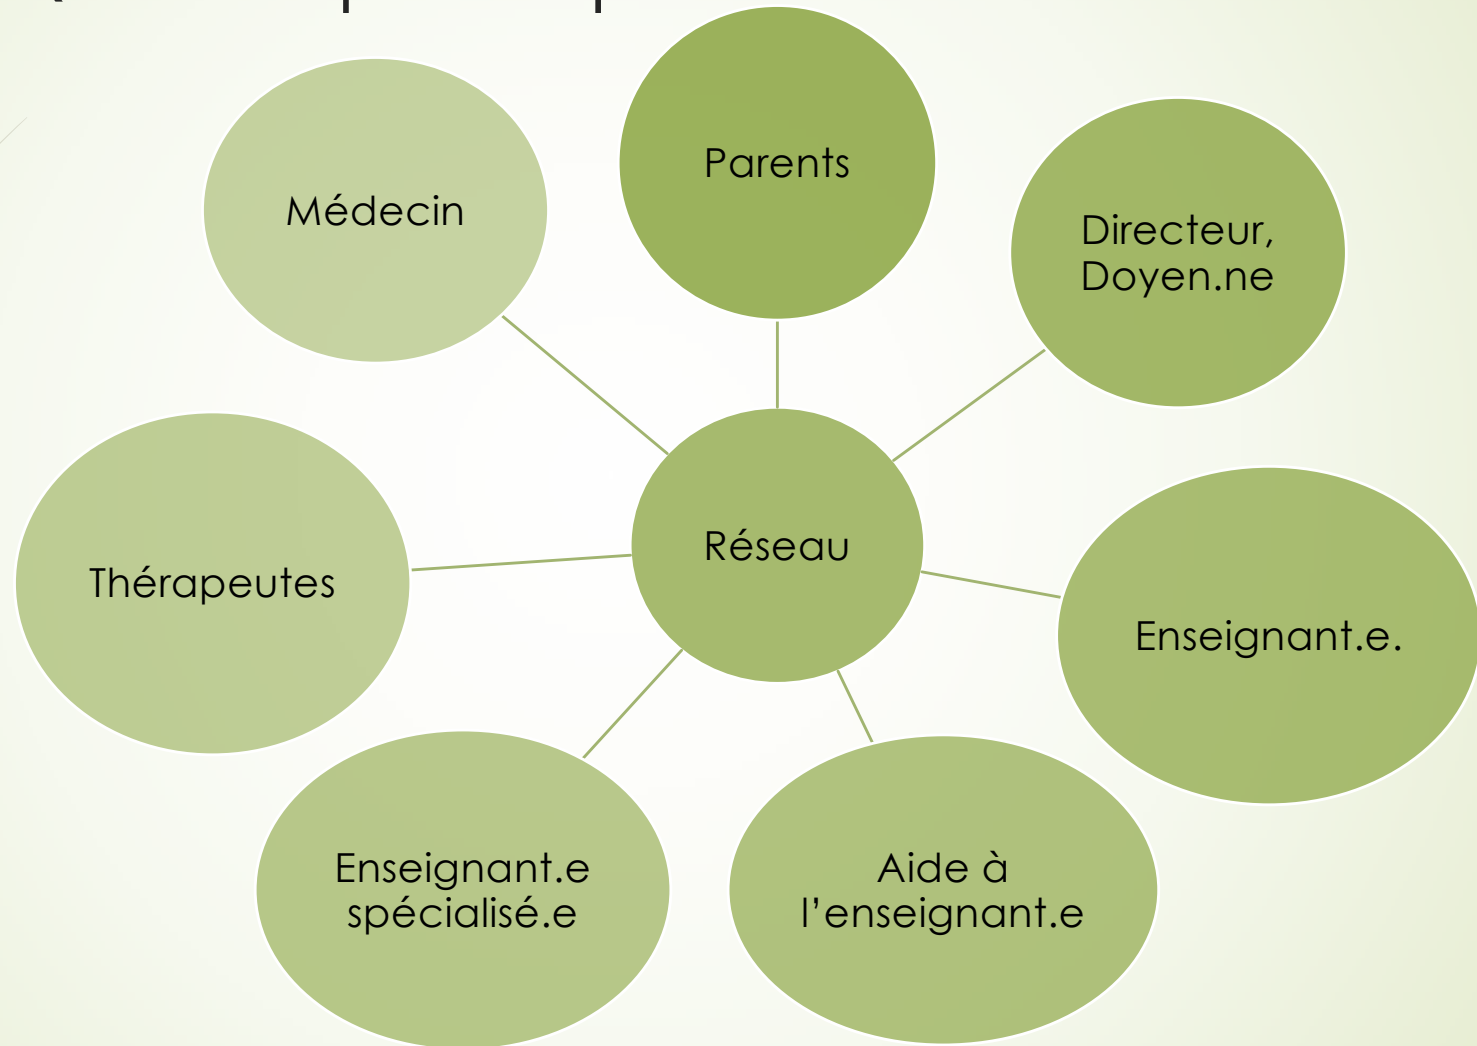 Parents
Médecin
Directeur,
Doyen.ne
Réseau
Thérapeutes
Enseignant.e.
Enseignant.e
spécialisé.e
Aide à
l’enseignant.e